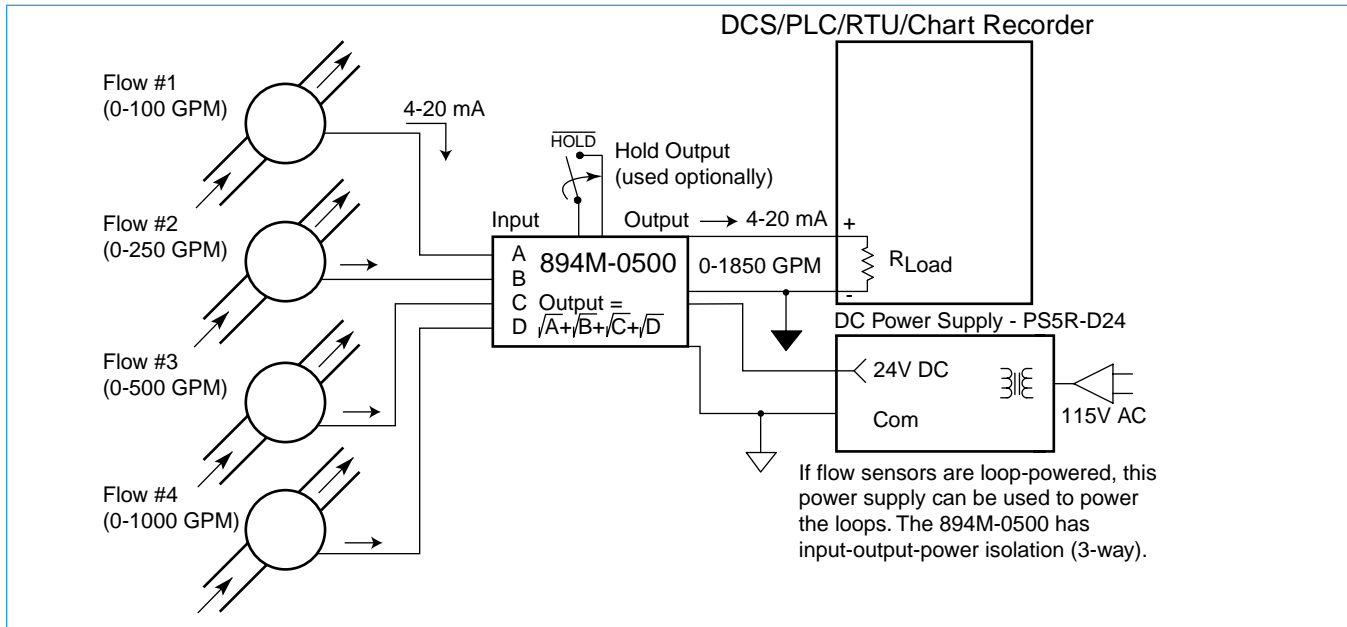 DCS/PLC/RTU/Chart Recorder
Flow #1
(0-100 GPM)
4-20 mA
HOLD
Hold Output
(used optionally)
Flow #2
(0-250 GPM)
Input
Output
4-20 mA
+
A
894M-0500
0-1850 GPM
RLoad
B
C
Output =
-
D
√A+√B+√C+√D
DC Power Supply - PS5R-D24
Flow #3
(0-500 GPM)
24V DC
Com
115V AC
Flow #4
(0-1000 GPM)
If flow sensors are loop-powered, this
power supply can be used to power
the loops. The 894M-0500 has
input-output-power isolation (3-way).